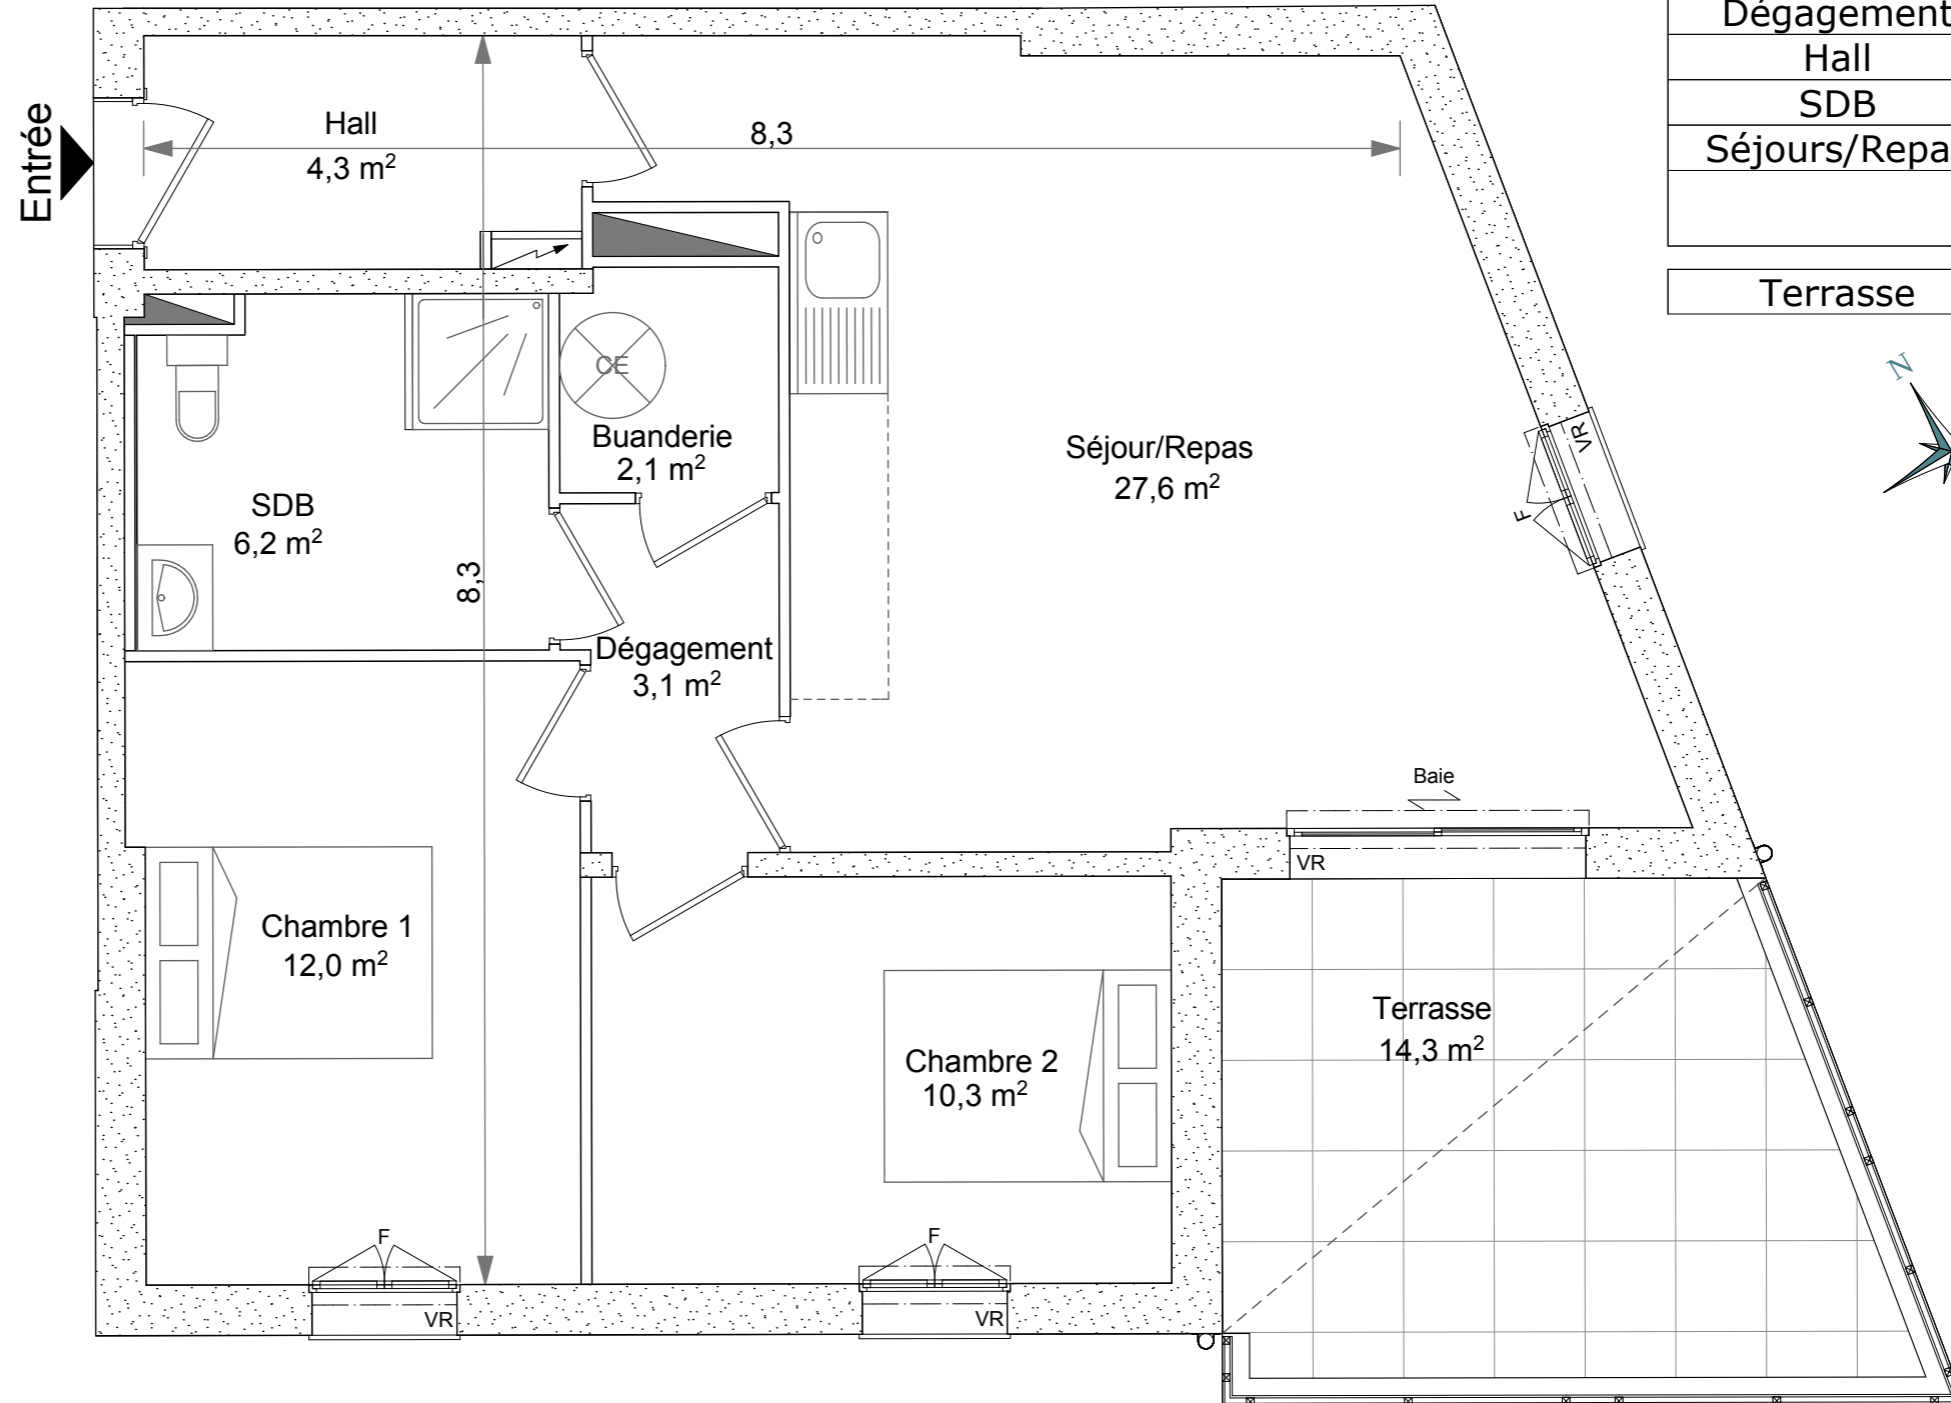 Entrée
Hall
4,3 m²
8,3
8,3
SDB
6,2 m²
CE
Buanderie
2,1 m²
Dégagement
3,1 m²
Séjour/Repas
27,6 m²
VR
F
Baie
VR
Chambre 1
12,0 m²
F
VR
Chambre 2
10,3 m²
F
VR
Terrasse
14,3 m²
Dégagement
Hall
SDB
Séjours/Repa
Terrasse
N